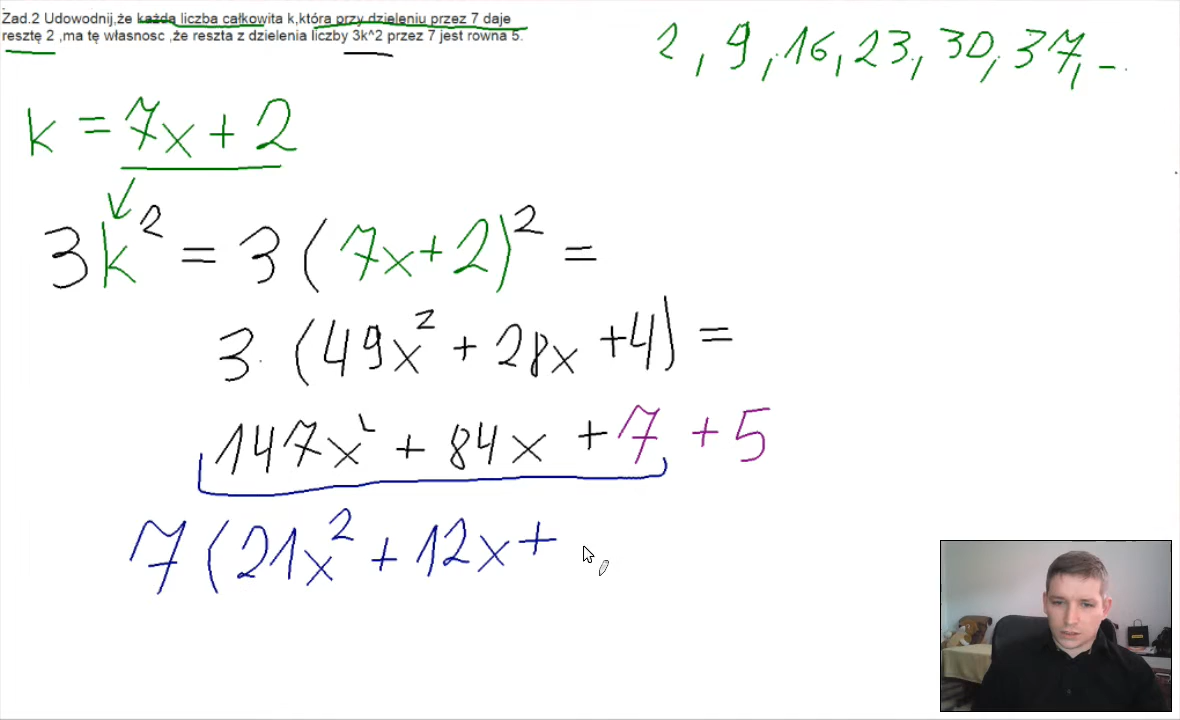 Zad.2 Udowodnij,że każda liczba całkowita k,która przy dzieleniu przez 7 daje
resztę 2 ,ma tę własnosc ,że reszta z dzielenia liczby 3k^2 przez 7 jest rowna 5.
2, 9, 16, 23, 30, 37, ...
k = 7x + 2
3k² = 3(7x+2)² =
3·(49x² + 28x + 4) =
147x² + 84x + 7 + 5
7(21x² + 12x +